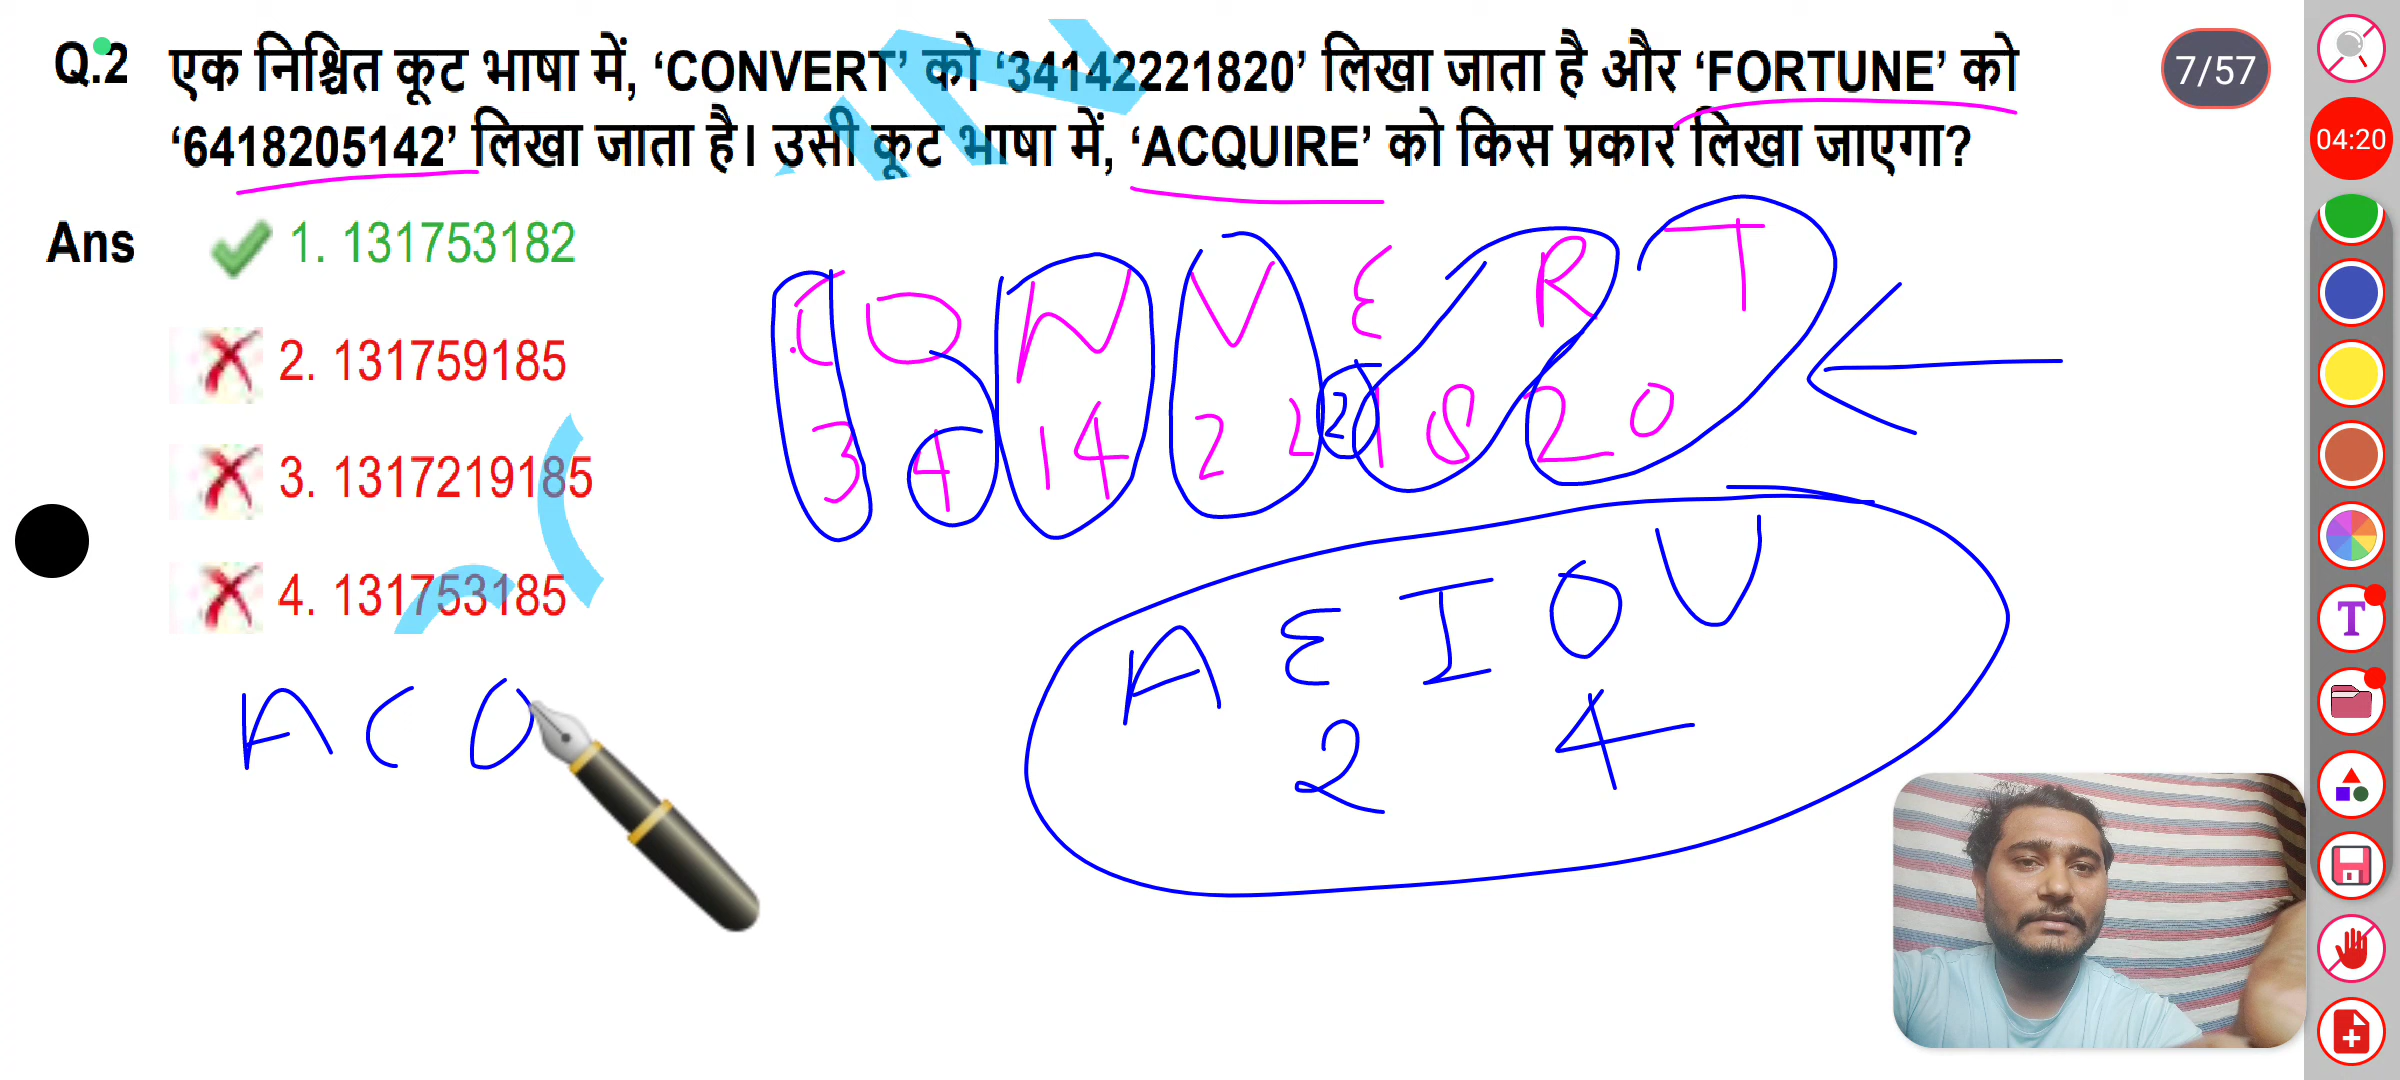 Q.2 एक निश्चित कूट भाषा में, ‘CONVERT’ को ‘34142221820’ लिखा जाता है और ‘FORTUNE’ को
‘6418205142’ लिखा जाता है। उसी कूट भाषा में, ‘ACQUIRE’ को किस प्रकार लिखा जाएगा?
7/57
04:20
Ans 1. 131753182
2. 131759185
3. 1317219185
4. 131753185
C O N V E R T
3 4 14 22 2 18 20
A E I O U
2 4
A C Q
T